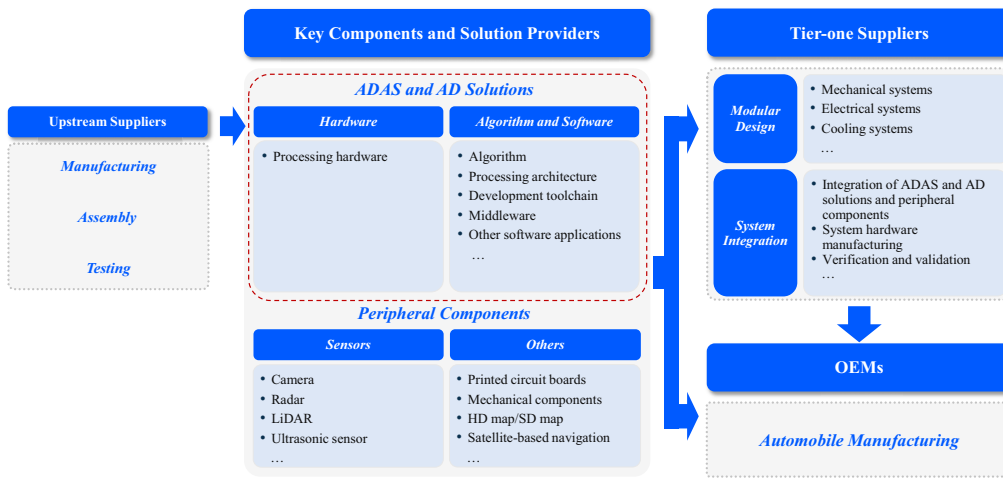 Upstream Suppliers
Manufacturing
Assembly
Testing
Key Components and Solution Providers
ADAS and AD Solutions
Hardware
• Processing hardware
Algorithm and Software
• Algorithm
• Processing architecture
• Development toolchain
• Middleware
• Other software applications
…
Peripheral Components
Sensors
• Camera
• Radar
• LiDAR
• Ultrasonic sensor
…
Others
• Printed circuit boards
• Mechanical components
• HD map/SD map
• Satellite-based navigation
…
Tier-one Suppliers
Modular
Design
• Mechanical systems
• Electrical systems
• Cooling systems
…
System
Integration
• Integration of ADAS and AD
solutions and peripheral
components
• System hardware
manufacturing
• Verification and validation
…
OEMs
Automobile Manufacturing